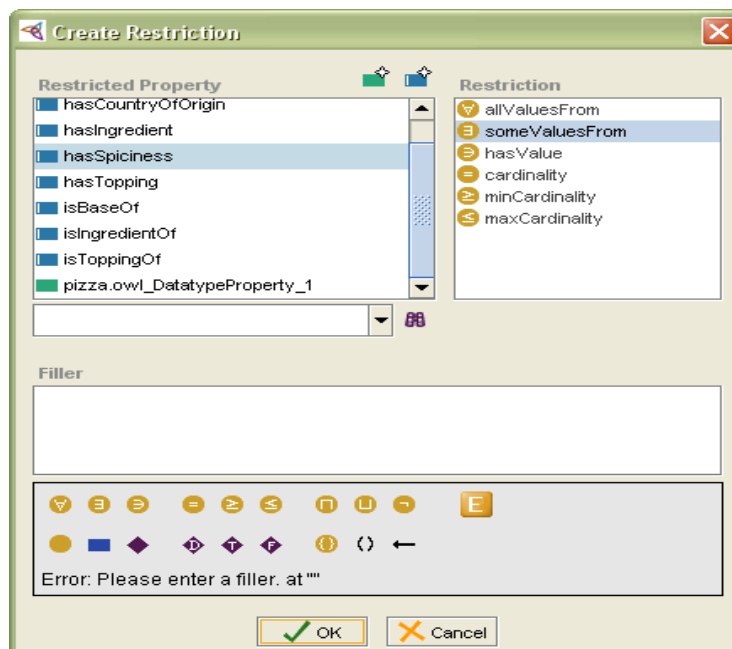 Create Restriction
Restricted Property
hasCountryOfOrigin
hasIngredient
hasSpiciness
hasTopping
isBaseOf
isIngredientOf
isToppingOf
pizza.owl_DatatypeProperty_1
Restriction
∀ allValuesFrom
∃ someValuesFrom
∋ hasValue
= cardinality
≥ minCardinality
≤ maxCardinality
Filler
∀ ∃ ∋ = ≥ ≤ ⊓ ⊔ ¬ E
D T F {} () ←
Error: Please enter a filler. at ""
OK
Cancel